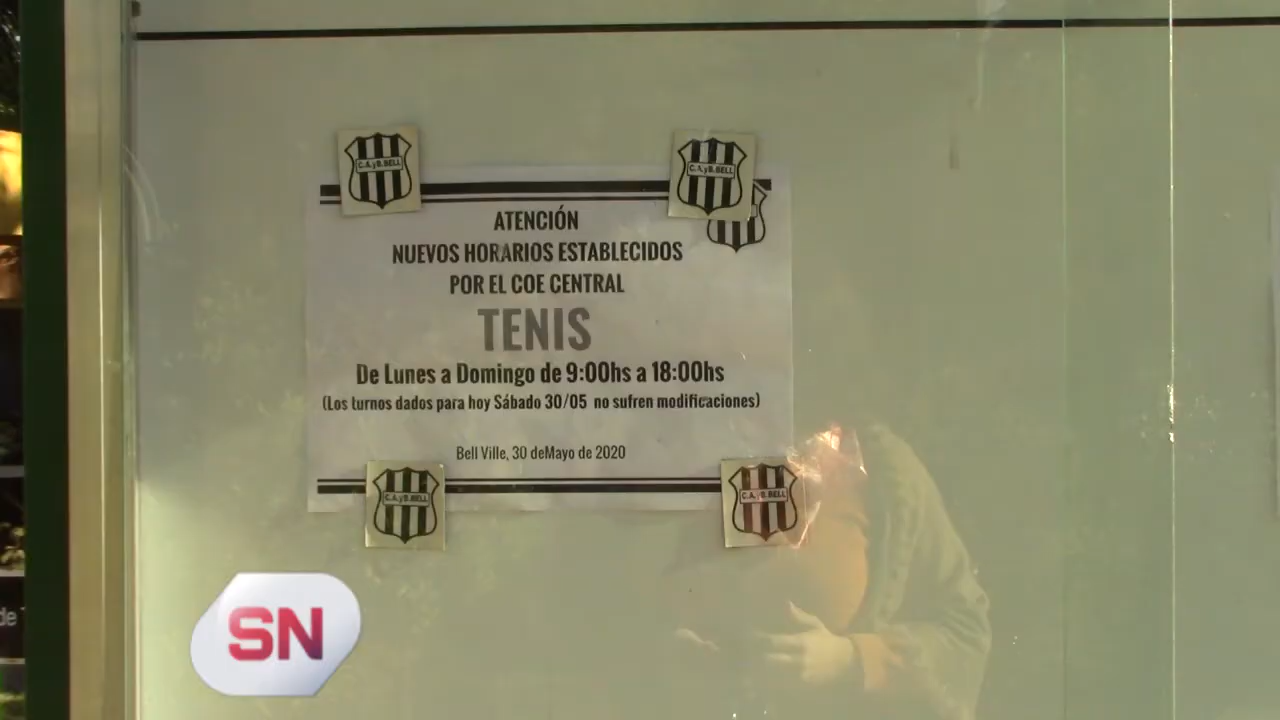 C.A. y B. BELL
C.A. y B. BELL
ATENCIÓN
NUEVOS HORARIOS ESTABLECIDOS
POR EL COE CENTRAL
TENIS
De Lunes a Domingo de 9:00hs a 18:00hs
(Los turnos dados para hoy Sábado 30/05 no sufren modificaciones)
Bell Ville, 30 deMayo de 2020
C.A. y B. BELL
C.A. y B. BELL
de
SN